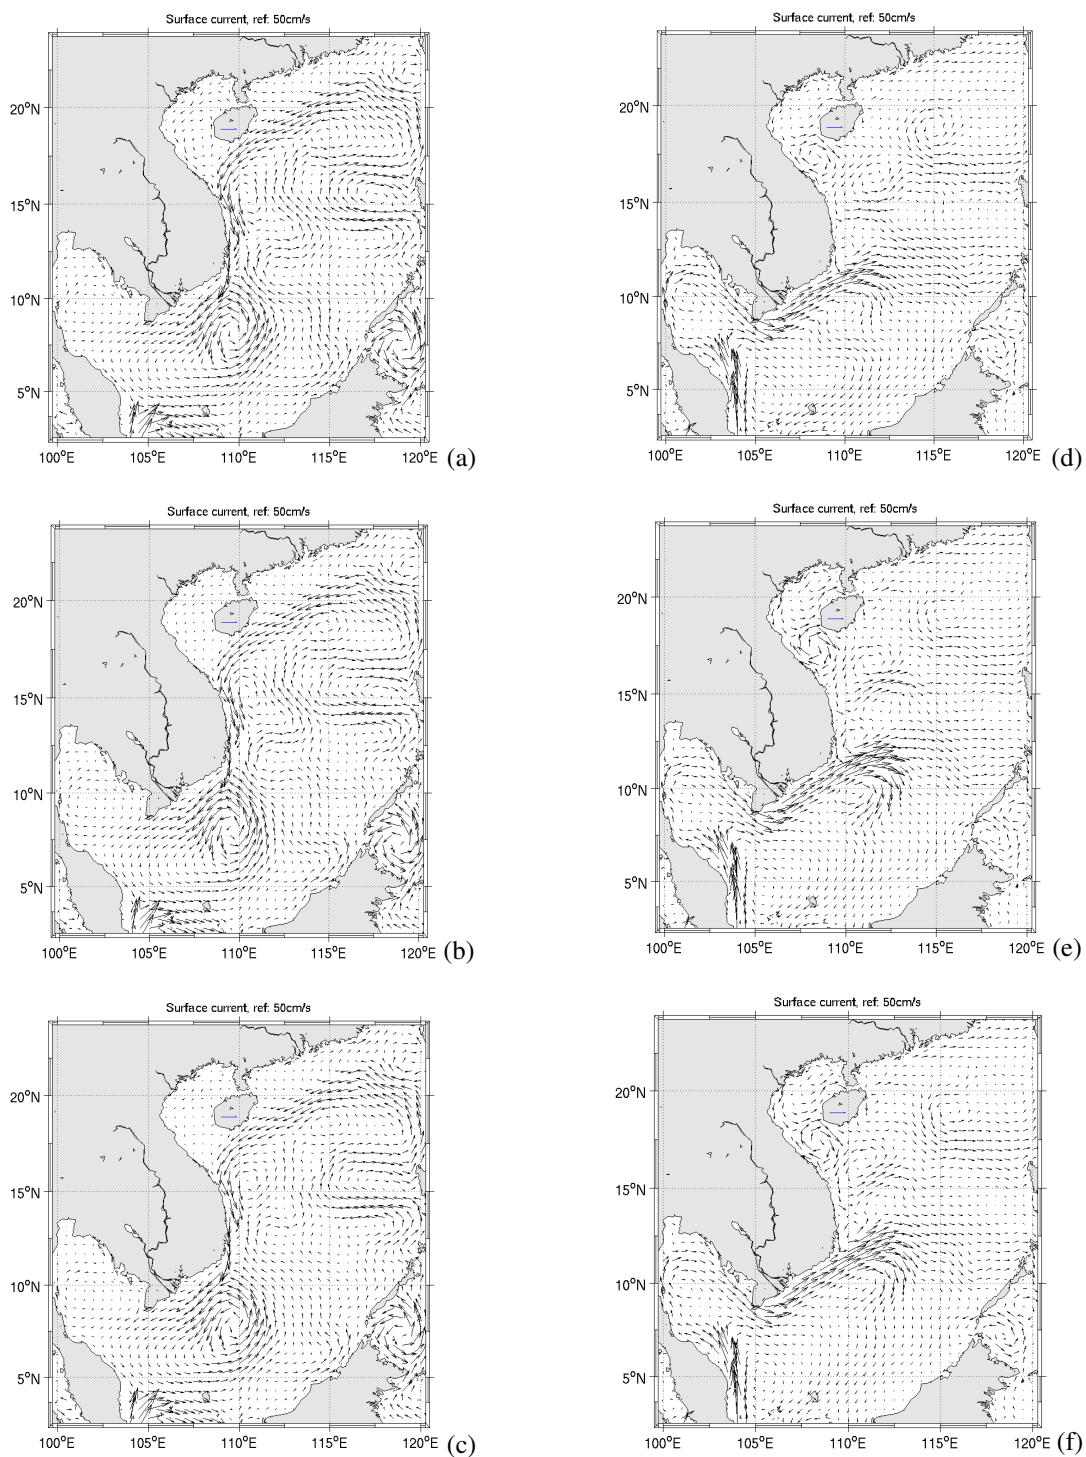 Surface current, ref: 50cm/s
20°N
15°N
10°N
5°N
100°E 105°E 110°E 115°E 120°E (a)
Surface current, ref: 50cm/s
20°N
15°N
10°N
5°N
100°E 105°E 110°E 115°E 120°E (d)
Surface current, ref: 50cm/s
20°N
15°N
10°N
5°N
100°E 105°E 110°E 115°E 120°E (b)
Surface current, ref: 50cm/s
20°N
15°N
10°N
5°N
100°E 105°E 110°E 115°E 120°E (e)
Surface current, ref: 50cm/s
20°N
15°N
10°N
5°N
100°E 105°E 110°E 115°E 120°E (c)
Surface current, ref: 50cm/s
20°N
15°N
10°N
5°N
100°E 105°E 110°E 115°E 120°E (f)